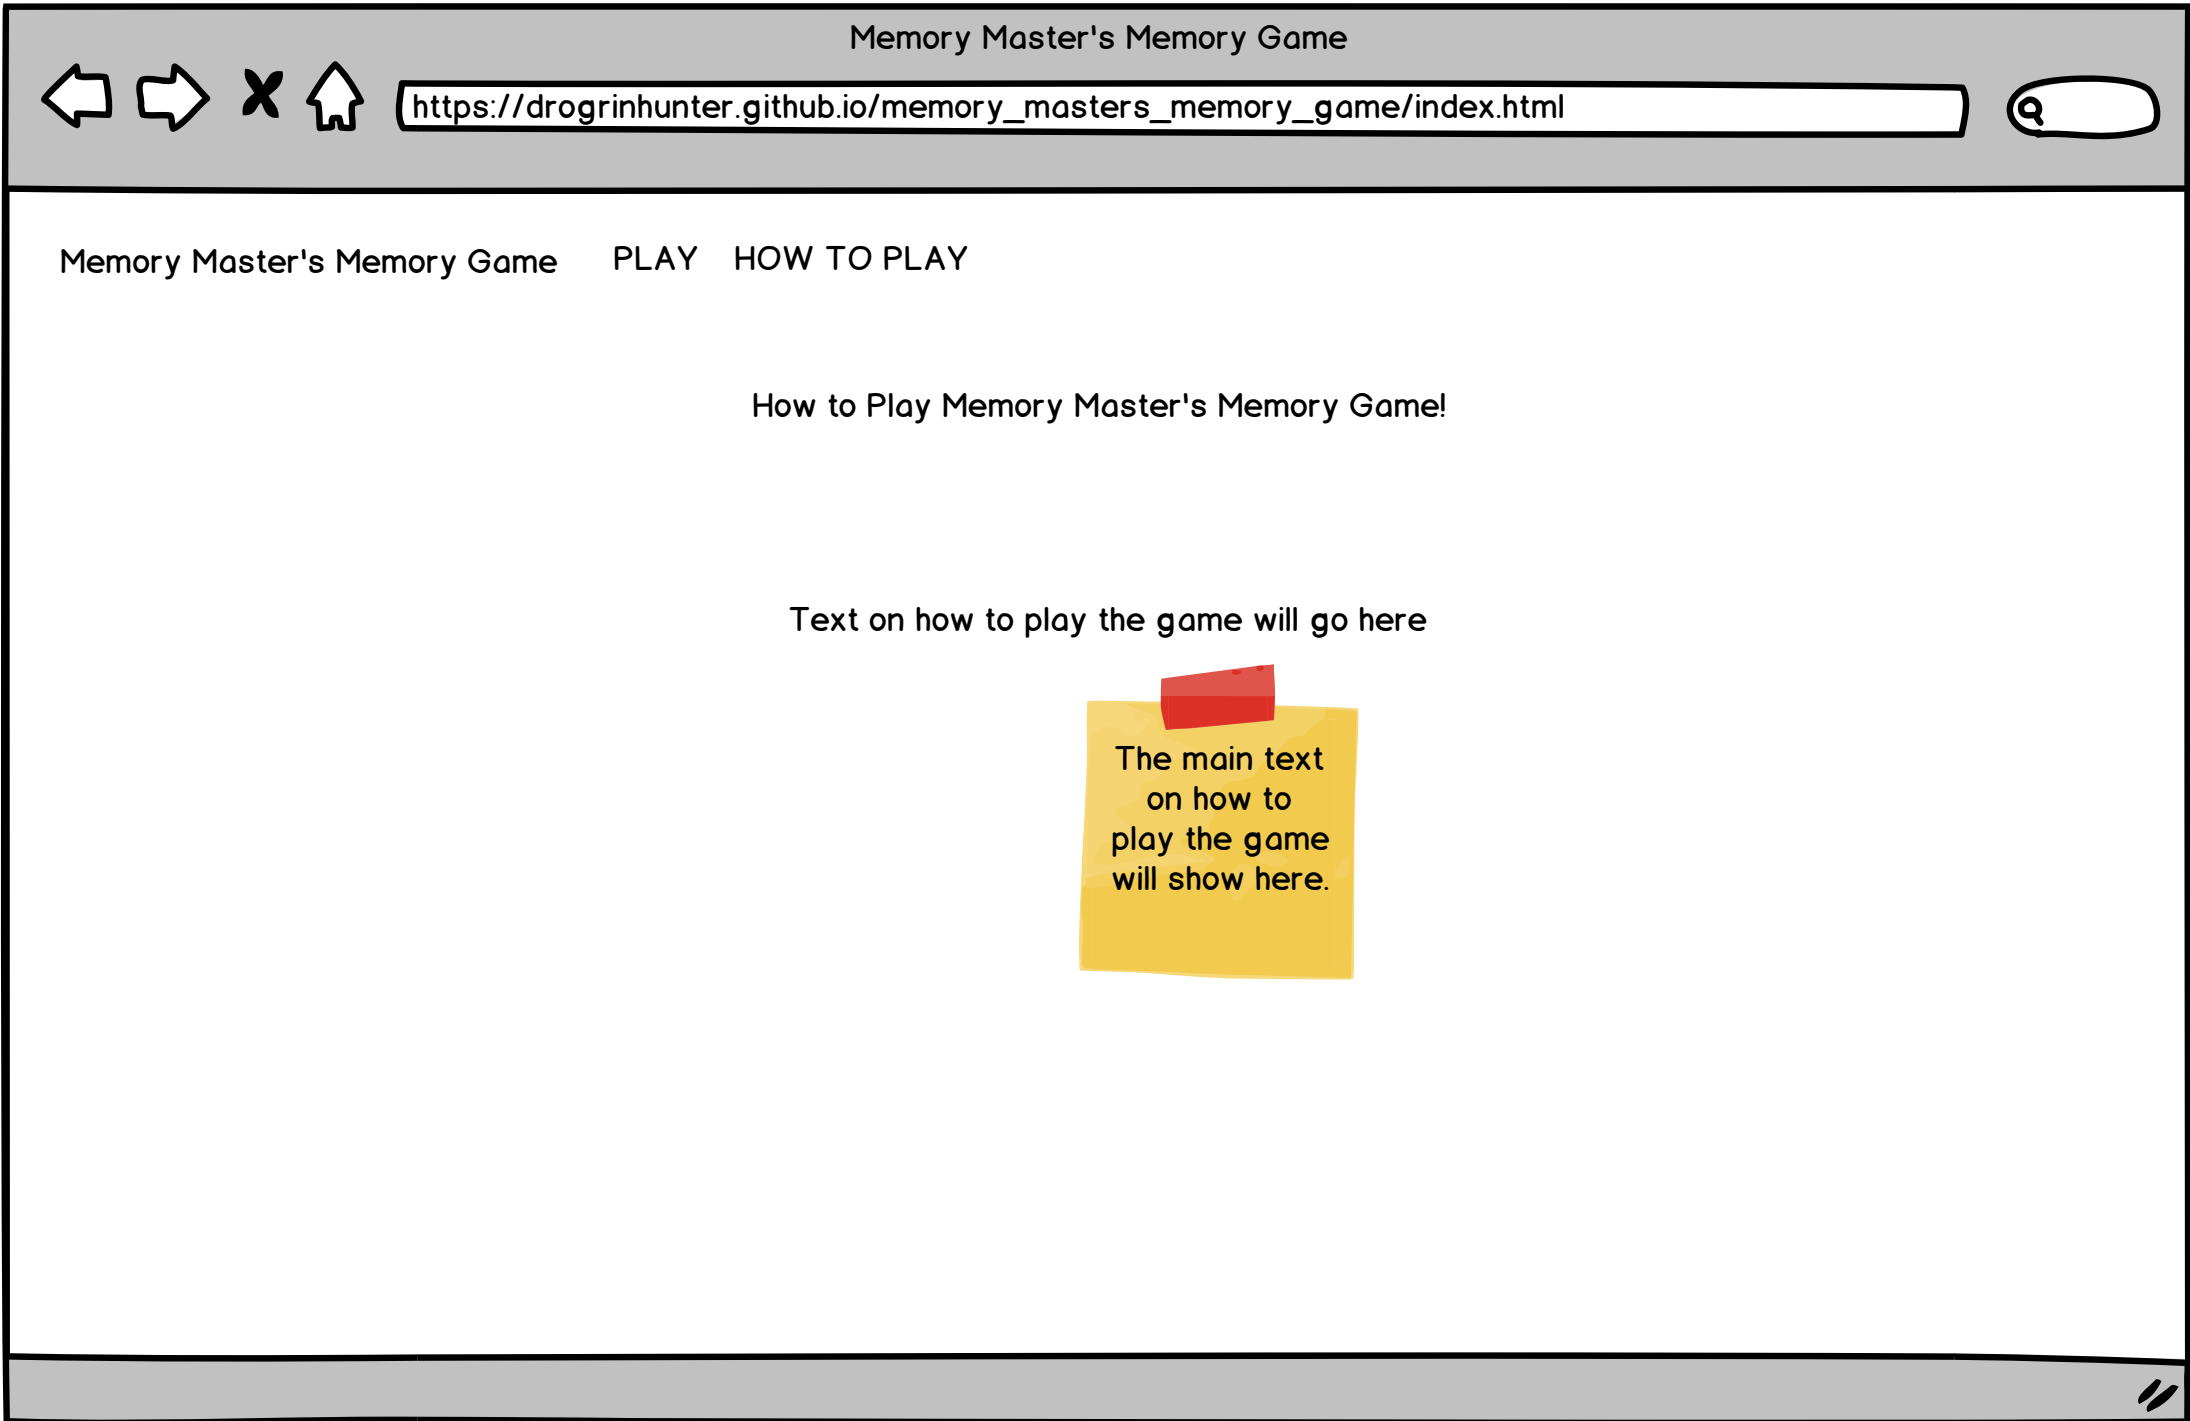 Memory Master's Memory Game
https://drogrinhunter.github.io/memory_masters_memory_game/index.html
Memory Master's Memory Game PLAY HOW TO PLAY
How to Play Memory Master's Memory Game!
Text on how to play the game will go here
The main text
on how to
play the game
will show here.